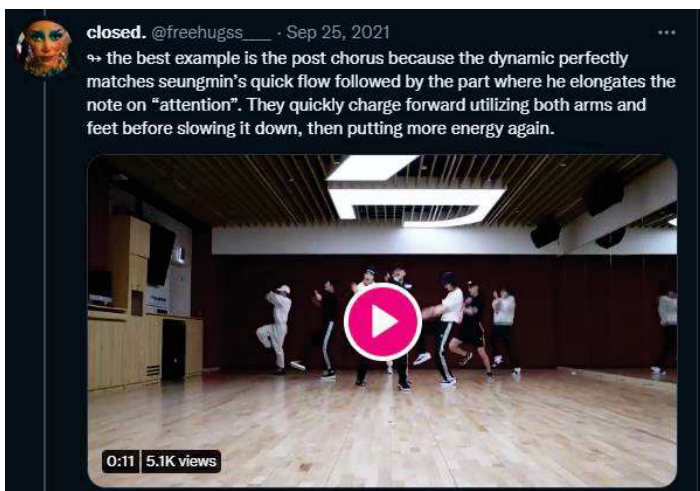 closed. @freehugss___ · Sep 25, 2021
↬ the best example is the post chorus because the dynamic perfectly
matches seungmin’s quick flow followed by the part where he elongates the
note on “attention”. They quickly charge forward utilizing both arms and
feet before slowing it down, then putting more energy again.
0:11 5.1K views